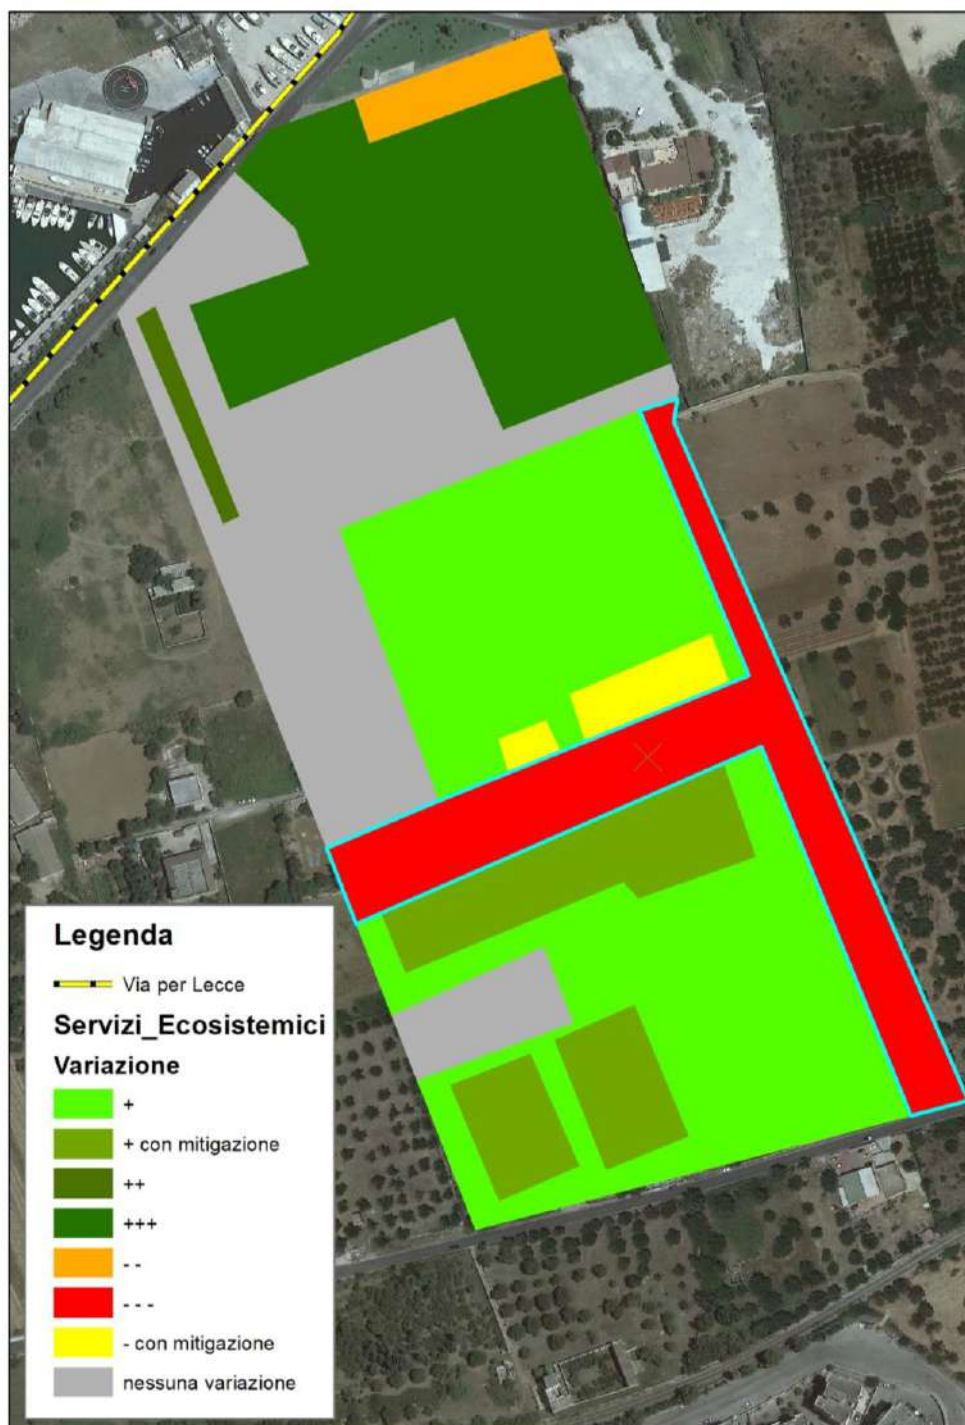 Legenda
Via per Lecce
Servizi_Ecosistemici
Variazione
+
+ con mitigazione
++
+++
- -
- - -
- con mitigazione
nessuna variazione